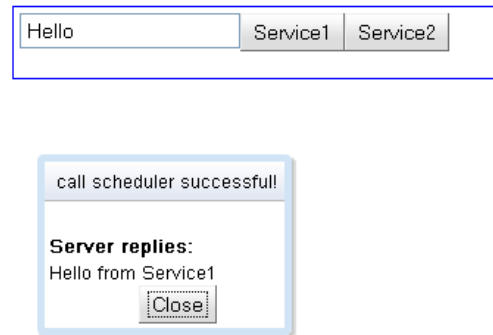 Hello Service1 Service2
call scheduler successful!
Server replies:
Hello from Service1
Close